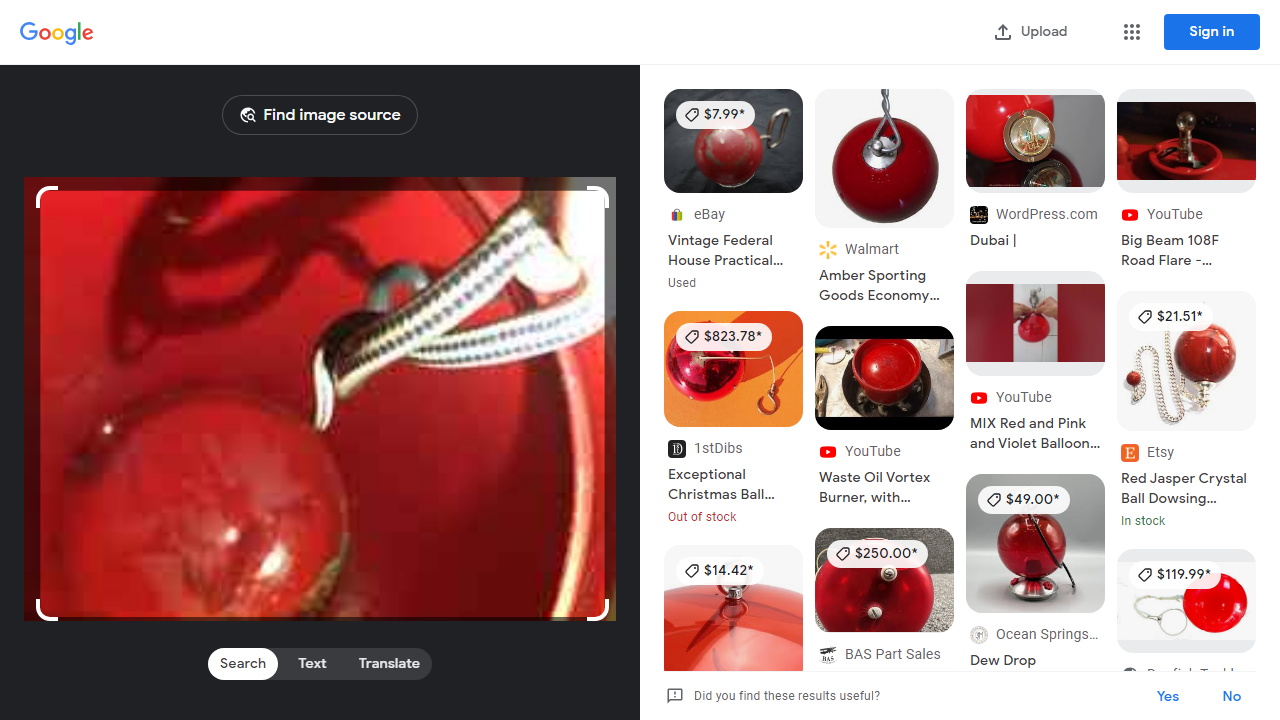 Google
Upload
Sign in
Find image source
Search
Text
Translate
$7.99*
eBay
Vintage Federal
House Practical...
Used
$823.78*
1stDibs
Exceptional
Christmas Ball...
Out of stock
$14.42*
Walmart
Amber Sporting
Goods Economy...
YouTube
Waste Oil Vortex
Burner, with...
$250.00*
BAS Part Sales
WordPress.com
Dubai |
YouTube
MIX Red and Pink
and Violet Balloon...
$49.00*
Ocean Springs...
Dew Drop
YouTube
Big Beam 108F
Road Flare -...
$21.51*
Etsy
Red Jasper Crystal
Ball Dowsing...
In stock
$119.99*
Did you find these results useful?
Yes
No